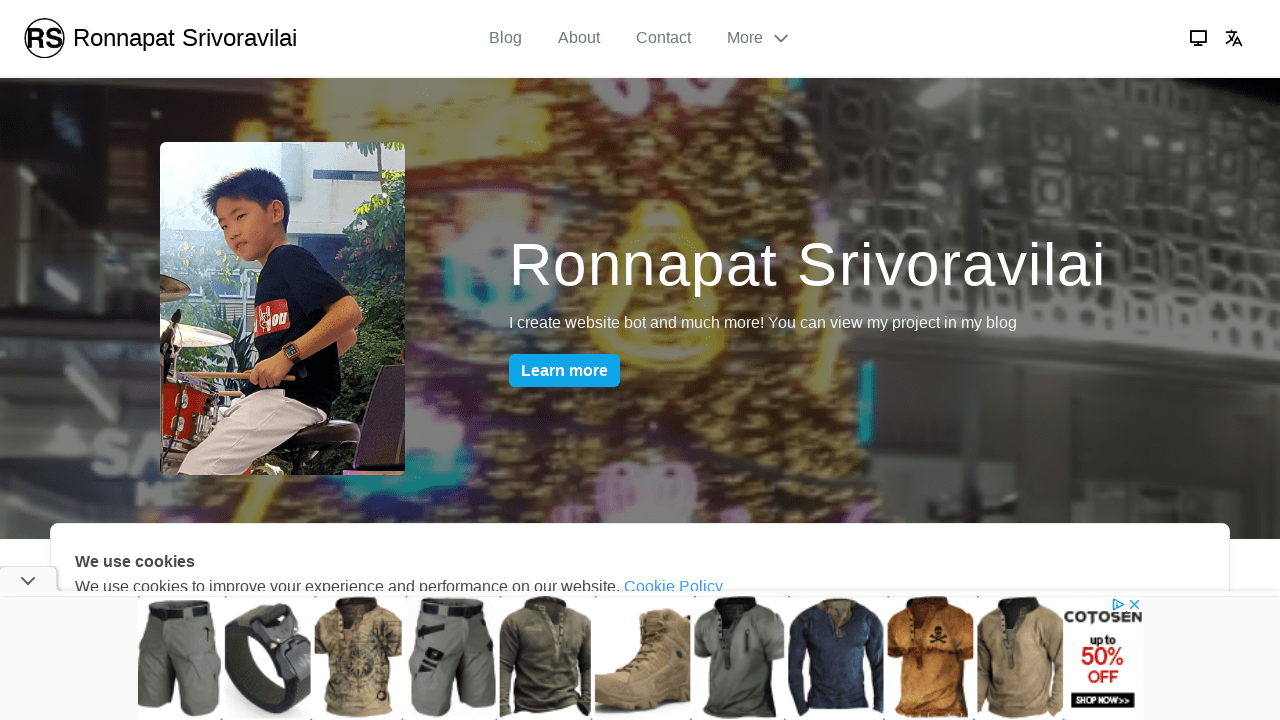 RS Ronnapat Srivoravilai
Blog
About
Contact
More
Ronnapat Srivoravilai
I create website bot and much more! You can view my project in my blog
Learn more
We use cookies
We use cookies to improve your experience and performance on our website. Cookie Policy
COTOSEN
up to
50%
OFF
SHOP NOW>>